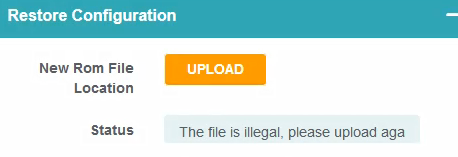 Restore Configuration
New Rom File
Location
UPLOAD
Status
The file is illegal, please upload aga